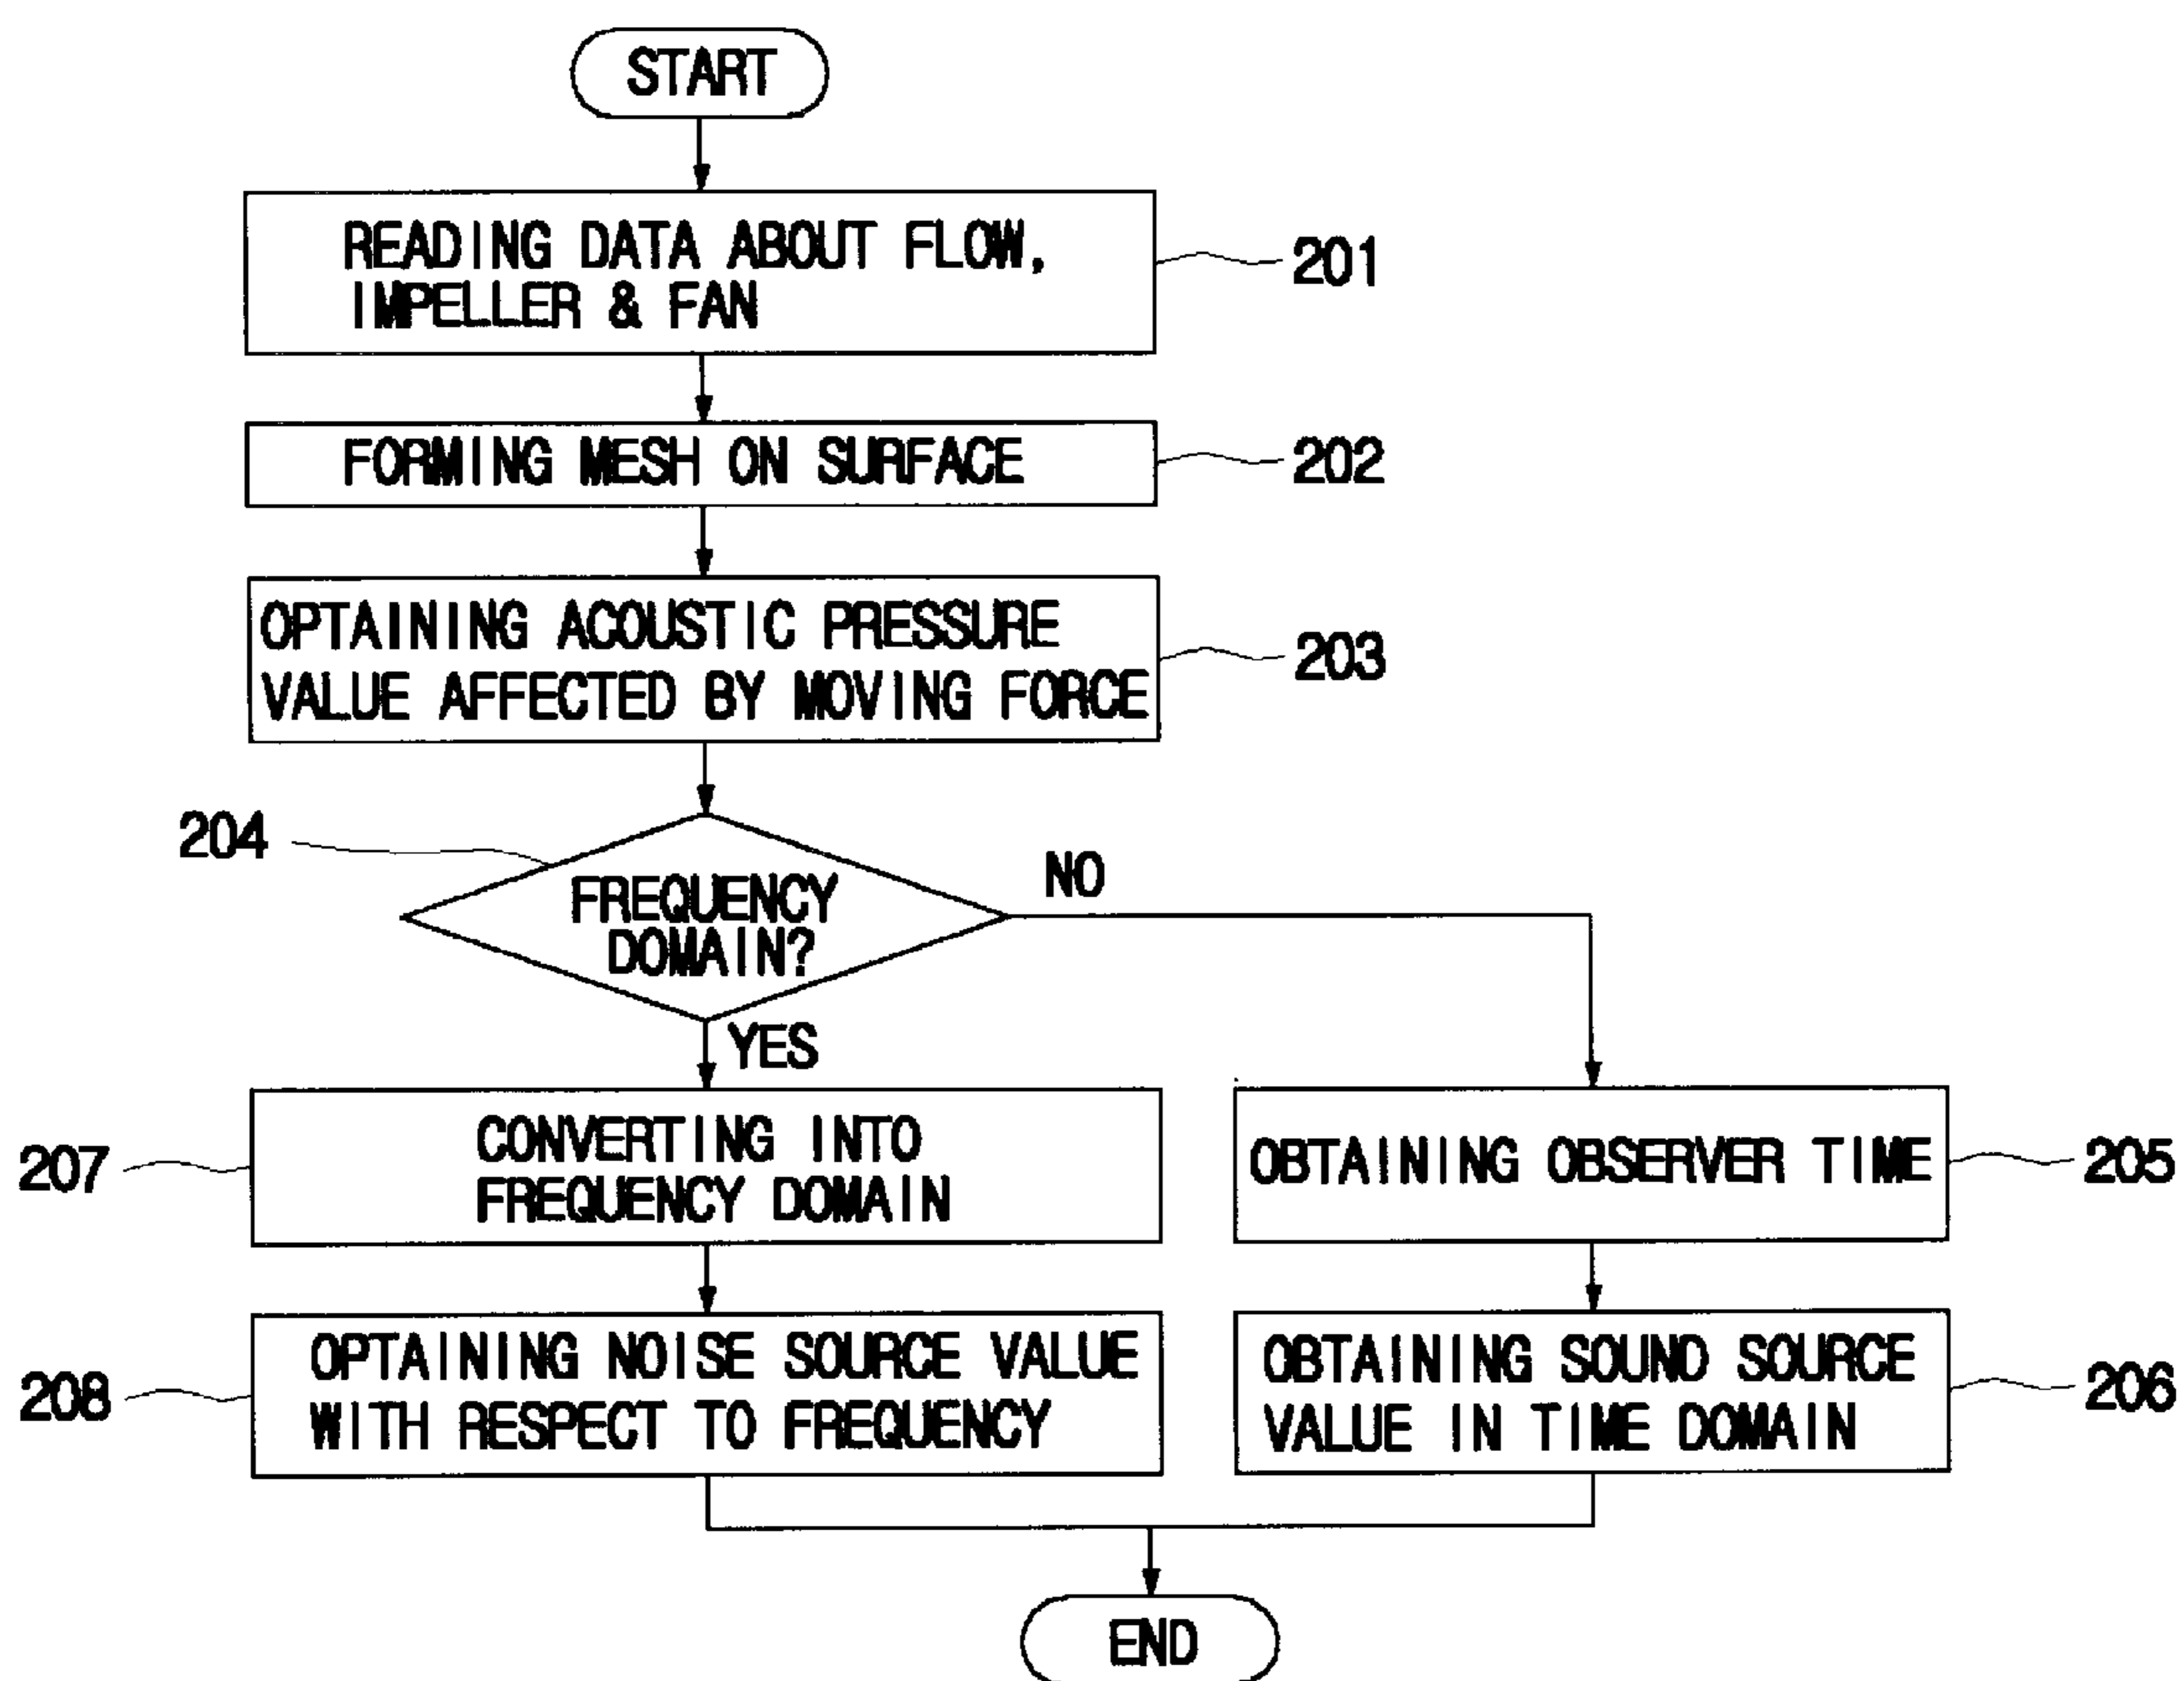 START
READING DATA ABOUT FLOW,
IMPELLER & FAN
201
FORMING MESH ON SURFACE
202
OPTAINING ACOUSTIC PRESSURE
VALUE AFFECTED BY MOVING FORCE
203
204
FREQUENCY
DOMAIN?
NO
YES
207
CONVERTING INTO
FREQUENCY DOMAIN
OBTAINING OBSERVER TIME
205
208
OPTAINING NOISE SOURCE VALUE
WITH RESPECT TO FREQUENCY
OBTAINING SOUND SOURCE
VALUE IN TIME DOMAIN
206
END